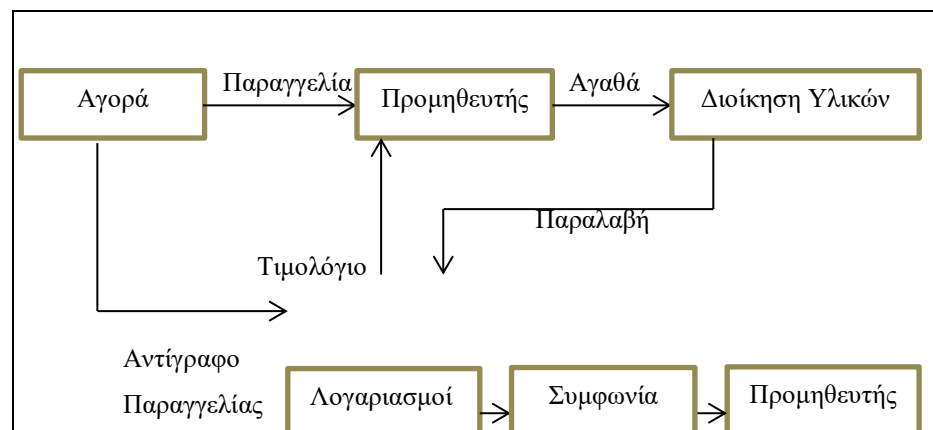 Αγορά
Παραγγελία
Προμηθευτής
Αγαθά
Διοίκηση Υλικών
Παραλαβή
Τιμολόγιο
Αντίγραφο
Παραγγελίας
Λογαριασμοί
Συμφωνία
Προμηθευτής